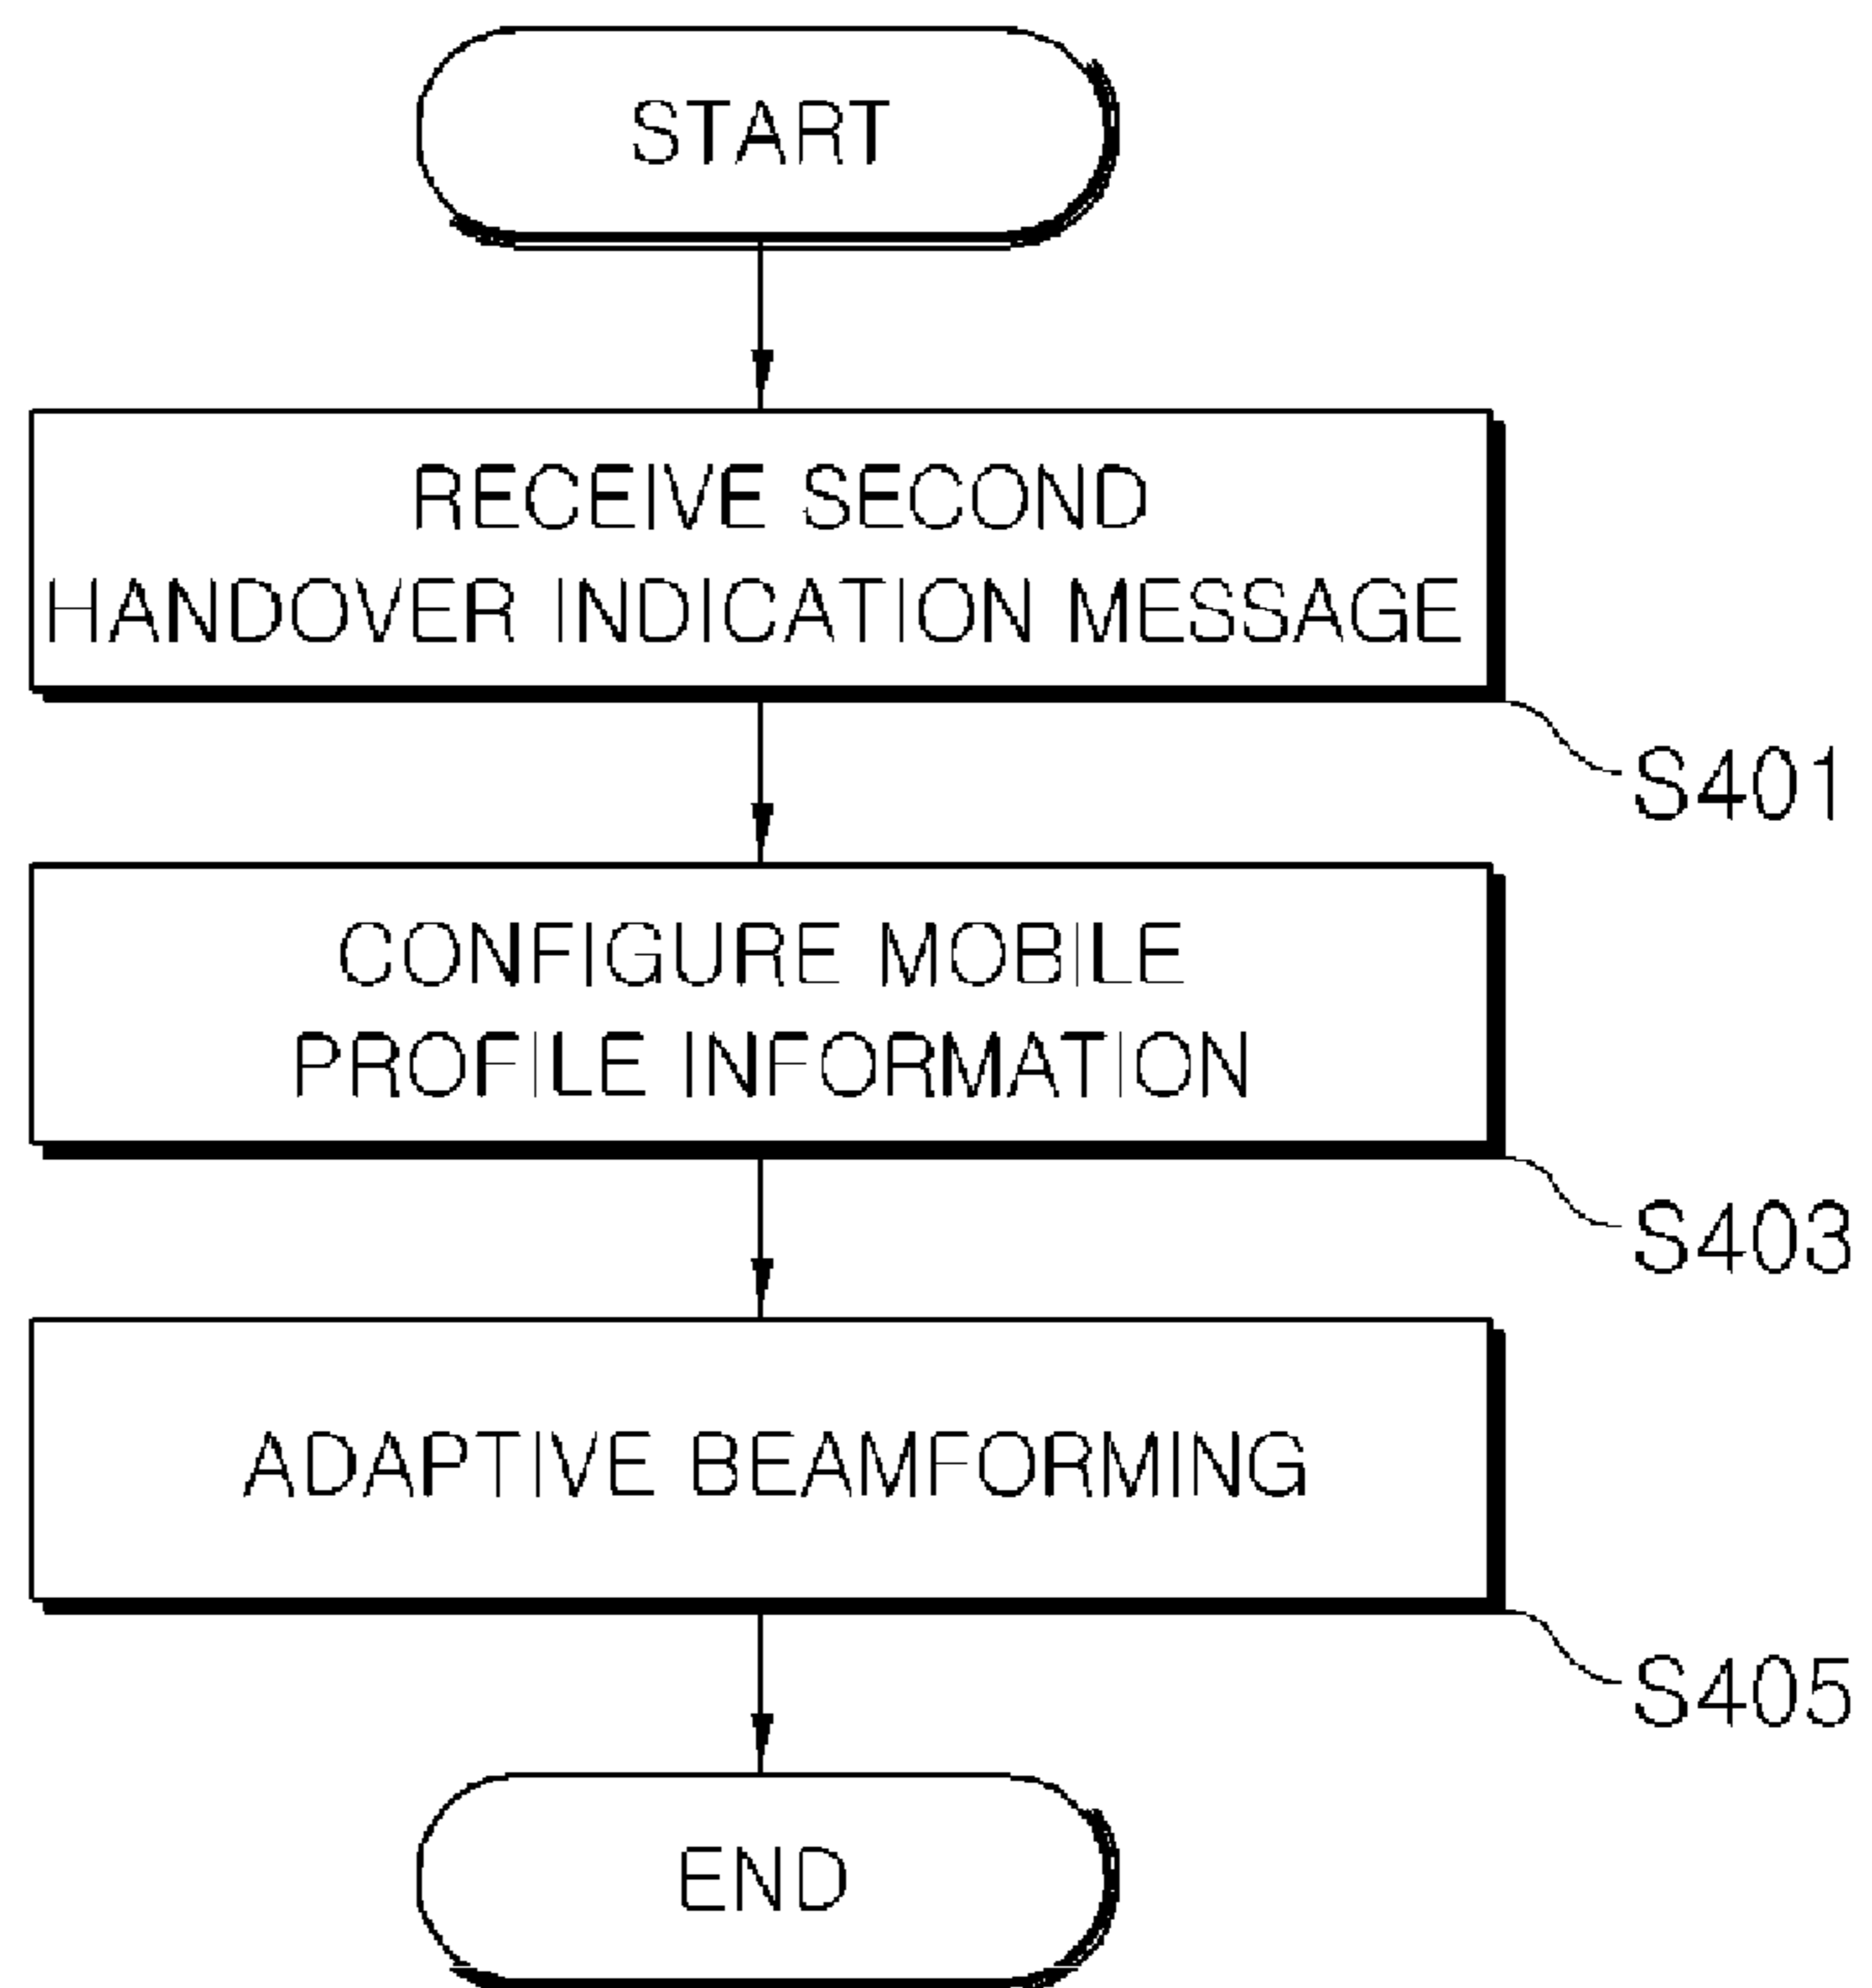 START
RECEIVE SECOND
HANDOVER INDICATION MESSAGE
S401
CONFIGURE MOBILE
PROFILE INFORMATION
S403
ADAPTIVE BEAMFORMING
S405
END